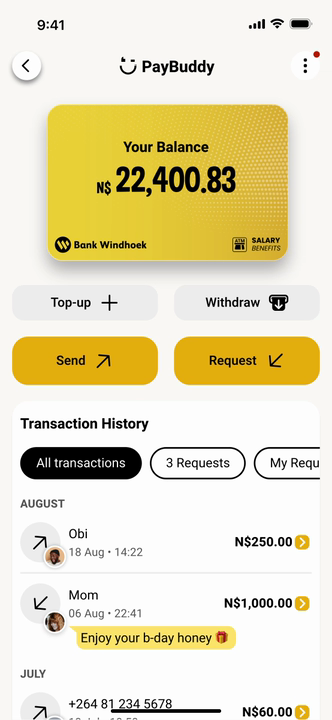 9:41
PayBuddy
Your Balance
N$ 22,400.83
Bank Windhoek
ATM SALARY
BENEFITS
Top-up
Withdraw
Send
Request
Transaction History
All transactions
3 Requests
My Requ
AUGUST
Obi
18 Aug • 14:22
N$250.00
Mom
06 Aug • 22:41
N$1,000.00
Enjoy your b-day honey 🎁
JULY
+264 81 234 5678
N$60.00